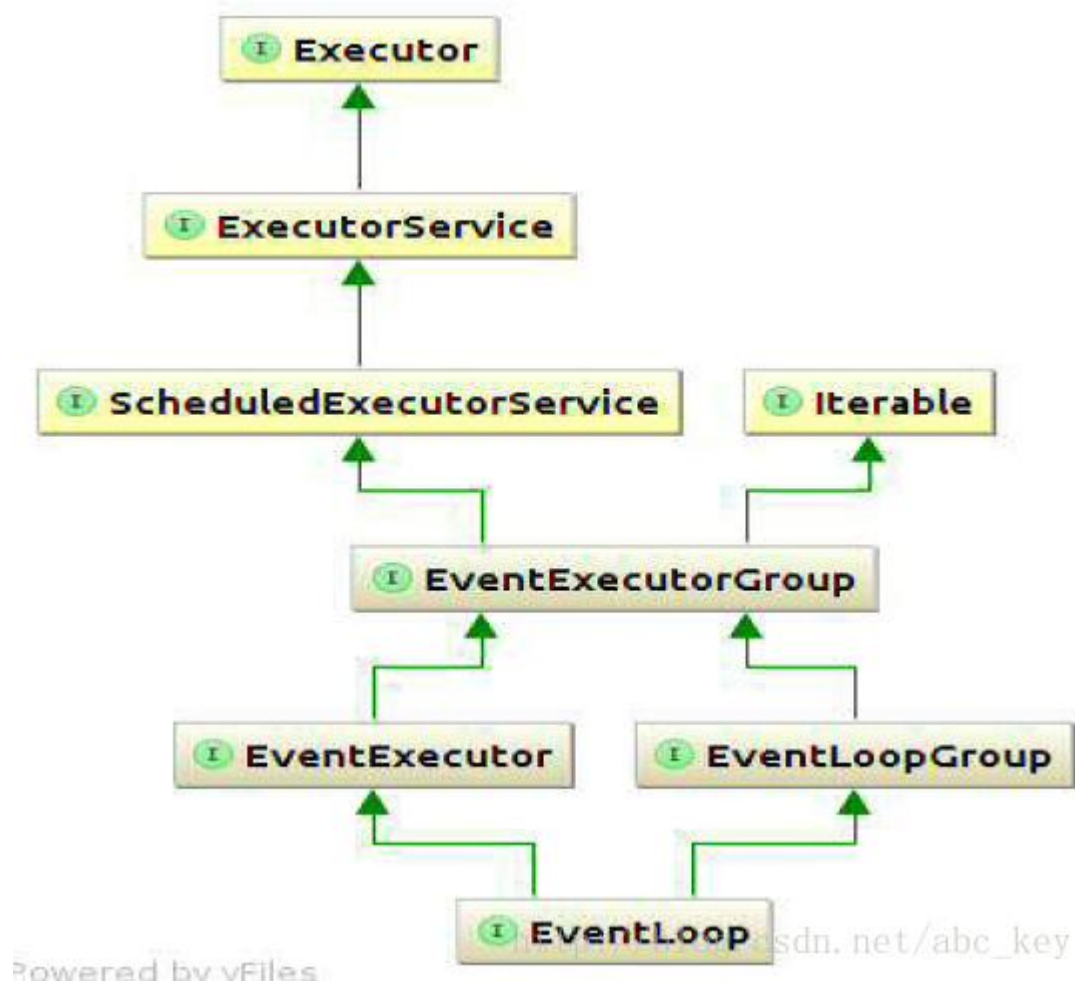 I Executor
I ExecutorService
I ScheduledExecutorService
I Iterable
I EventExecutorGroup
I EventExecutor
I EventLoopGroup
I EventLoop
sdn.net/abc_key
Powered by yFiles